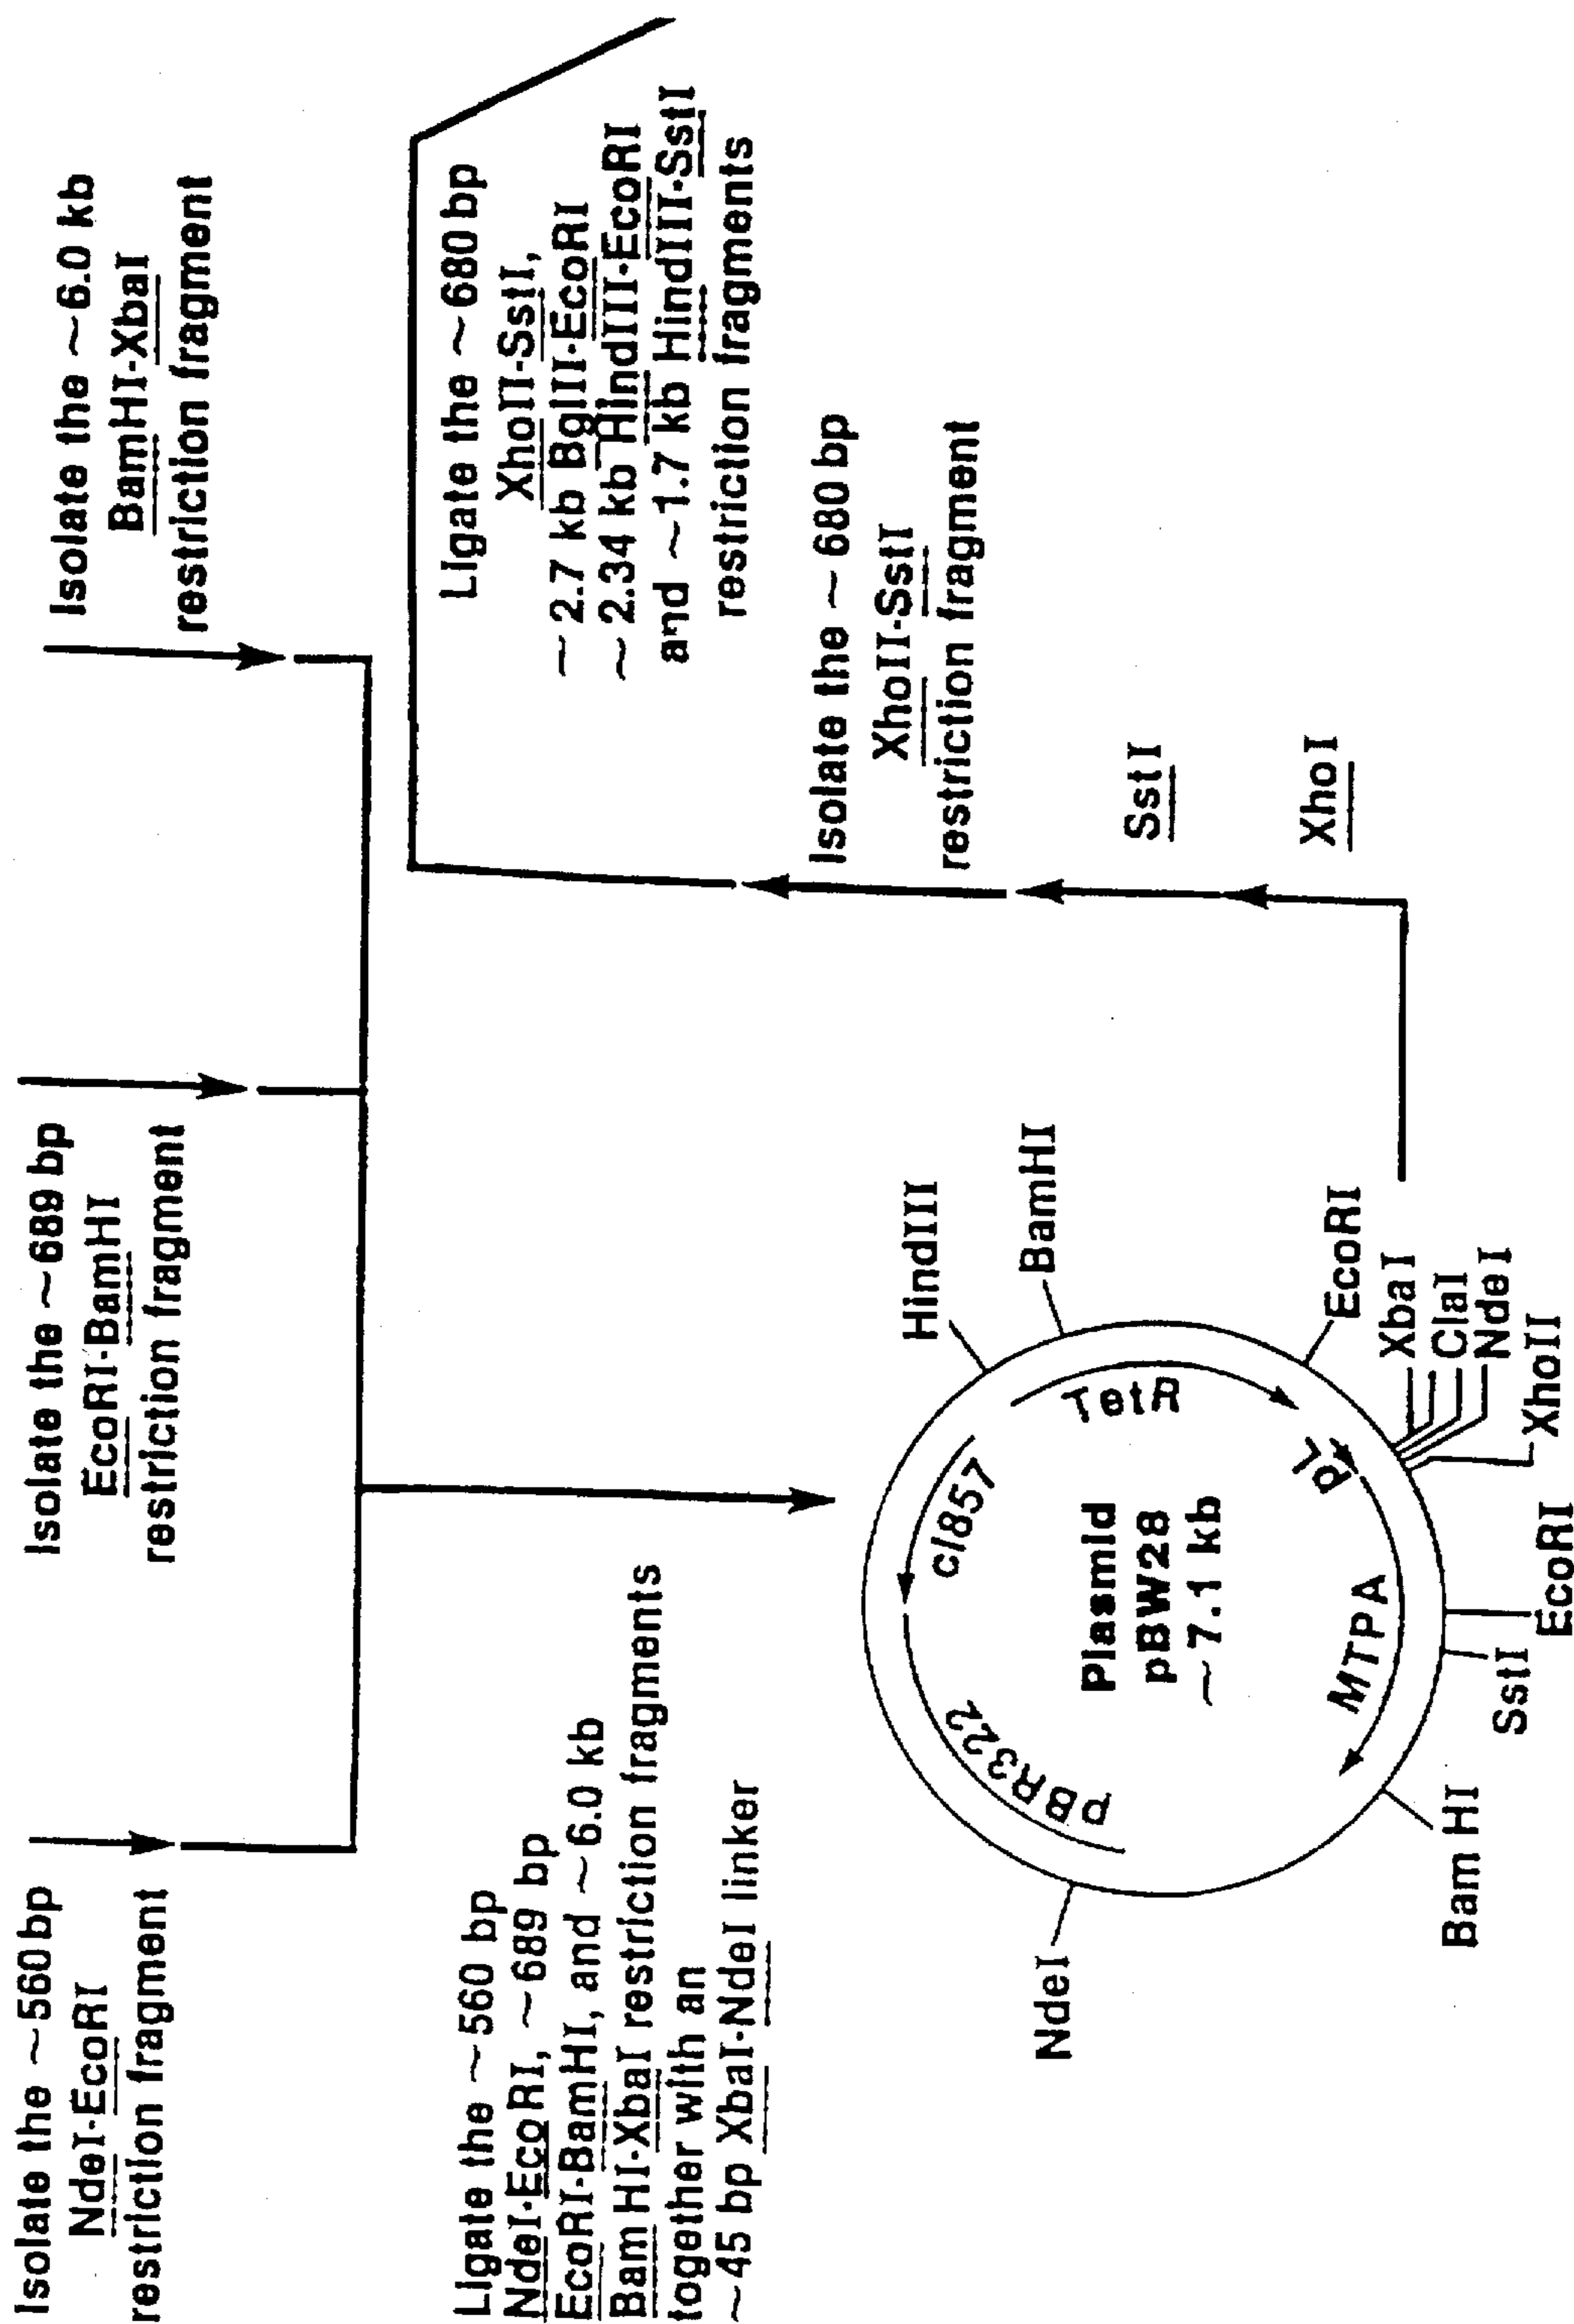 Isolate the ~560bp
NdeI-EcoRI
restriction fragment
Isolate the ~689 bp
EcoRI-BamHI
restriction fragment
Isolate the ~6.0 kb
BamHI-XbaI
restriction fragment
Ligate the ~560 bp
NdeI-EcoRI, ~689 bp
EcoRI-BamHI, and ~6.0 kb
Bam HI-XbaI restriction fragments
together with an
~45 bp XbaI-NdeI linker
Ligate the ~680 bp
XhoII-SstI,
~2.7 kb BglII-EcoRI
~2.34 kb HindIII-EcoRI
and ~1.7 kb HindIII-SstI
restriction fragments
Isolate the ~680 bp
XhoII-SstI
restriction fragment
SstI
XhoI
HindIII
BamHI
EcoRI
XbaI
ClaI
NdeI
XhoII
EcoRI
SstI
Bam HI
NdeI
cI857
TetR
pL
MTPA
pBR322
Plasmid
pBW28
~7.1 kb